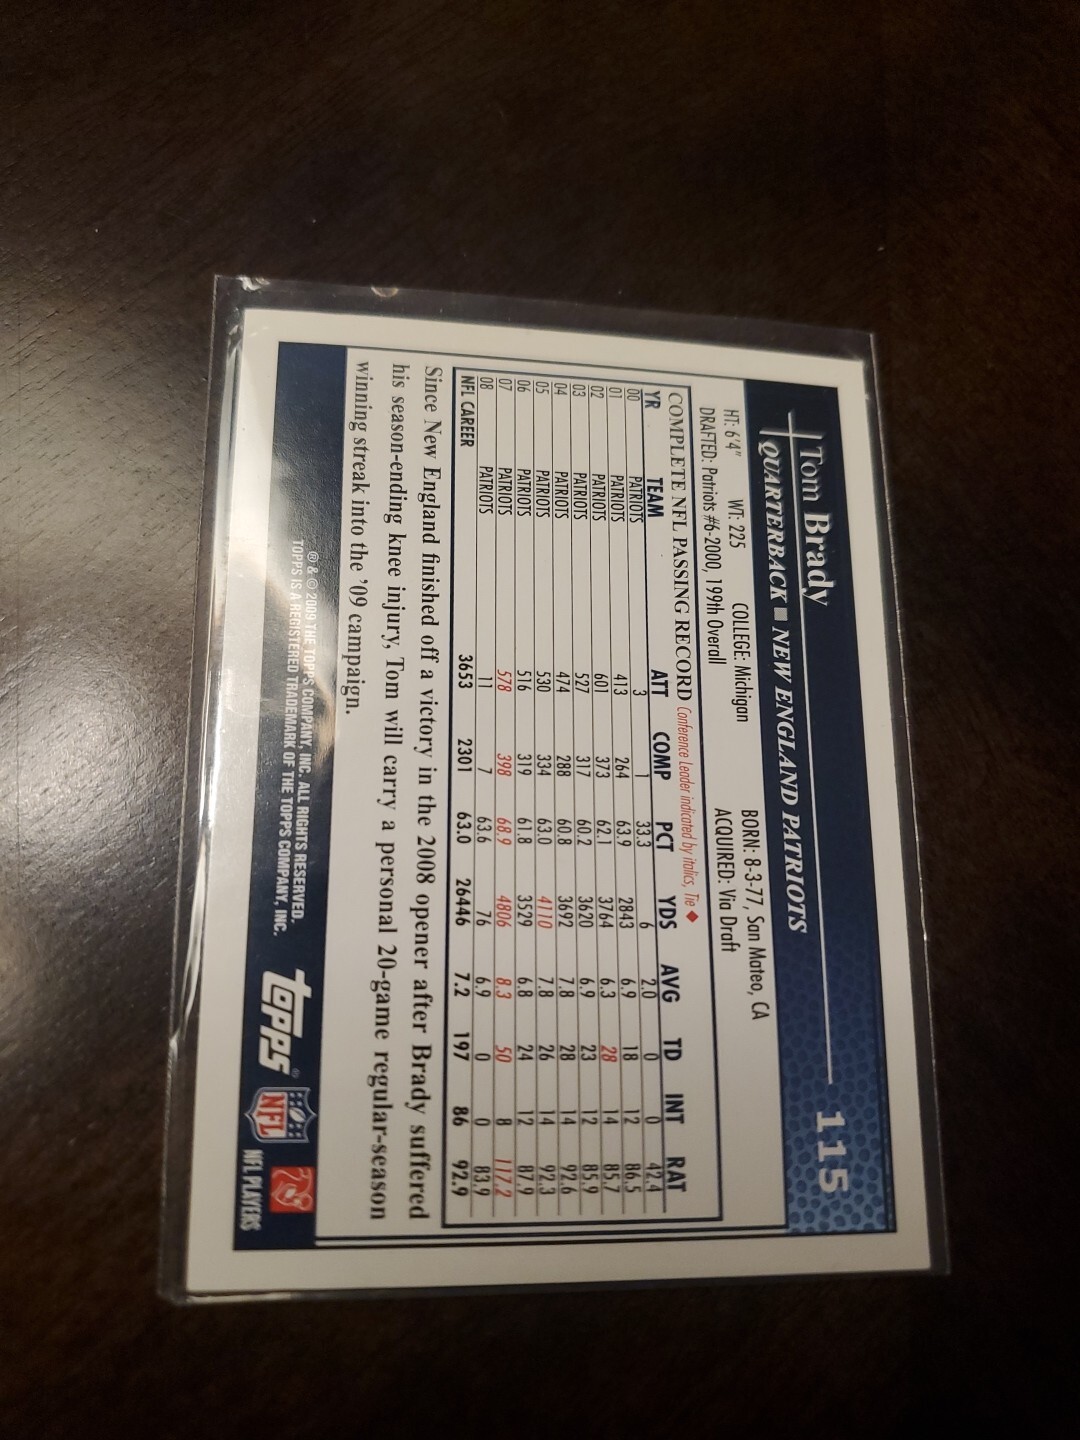 Tom Brady 115
QUARTERBACK ■ NEW ENGLAND PATRIOTS
HT: 6'4" WT: 225 COLLEGE: Michigan BORN: 8-3-77, San Mateo, CA
DRAFTED: Patriots #6-2000, 199th Overall ACQUIRED: Via Draft
COMPLETE NFL PASSING RECORD Conference Leader indicated by italics, Tie ◆
YR TEAM ATT COMP PCT YDS AVG TD INT RAT
00 PATRIOTS 3 1 33.3 6 2.0 0 0 42.4
01 PATRIOTS 413 264 63.9 2843 6.9 18 12 86.5
02 PATRIOTS 601 373 62.1 3764 6.3 28 14 85.7
03 PATRIOTS 527 317 60.2 3620 6.9 23 12 85.9
04 PATRIOTS 474 288 60.8 3692 7.8 28 14 92.6
05 PATRIOTS 530 334 63.0 4110 7.8 26 14 92.3
06 PATRIOTS 516 319 61.8 3529 6.8 24 12 87.9
07 PATRIOTS 578 398 68.9 4806 8.3 50 8 117.2
08 PATRIOTS 11 7 63.6 76 6.9 0 0 83.9
NFL CAREER 3653 2301 63.0 26446 7.2 197 86 92.9
Since New England finished off a victory in the 2008 opener after Brady suffered
his season-ending knee injury, Tom will carry a personal 20-game regular-season
winning streak into the '09 campaign.
® & © 2009 THE TOPPS COMPANY, INC. ALL RIGHTS RESERVED.
TOPPS IS A REGISTERED TRADEMARK OF THE TOPPS COMPANY, INC.
topps®
NFL
NFL PLAYERS